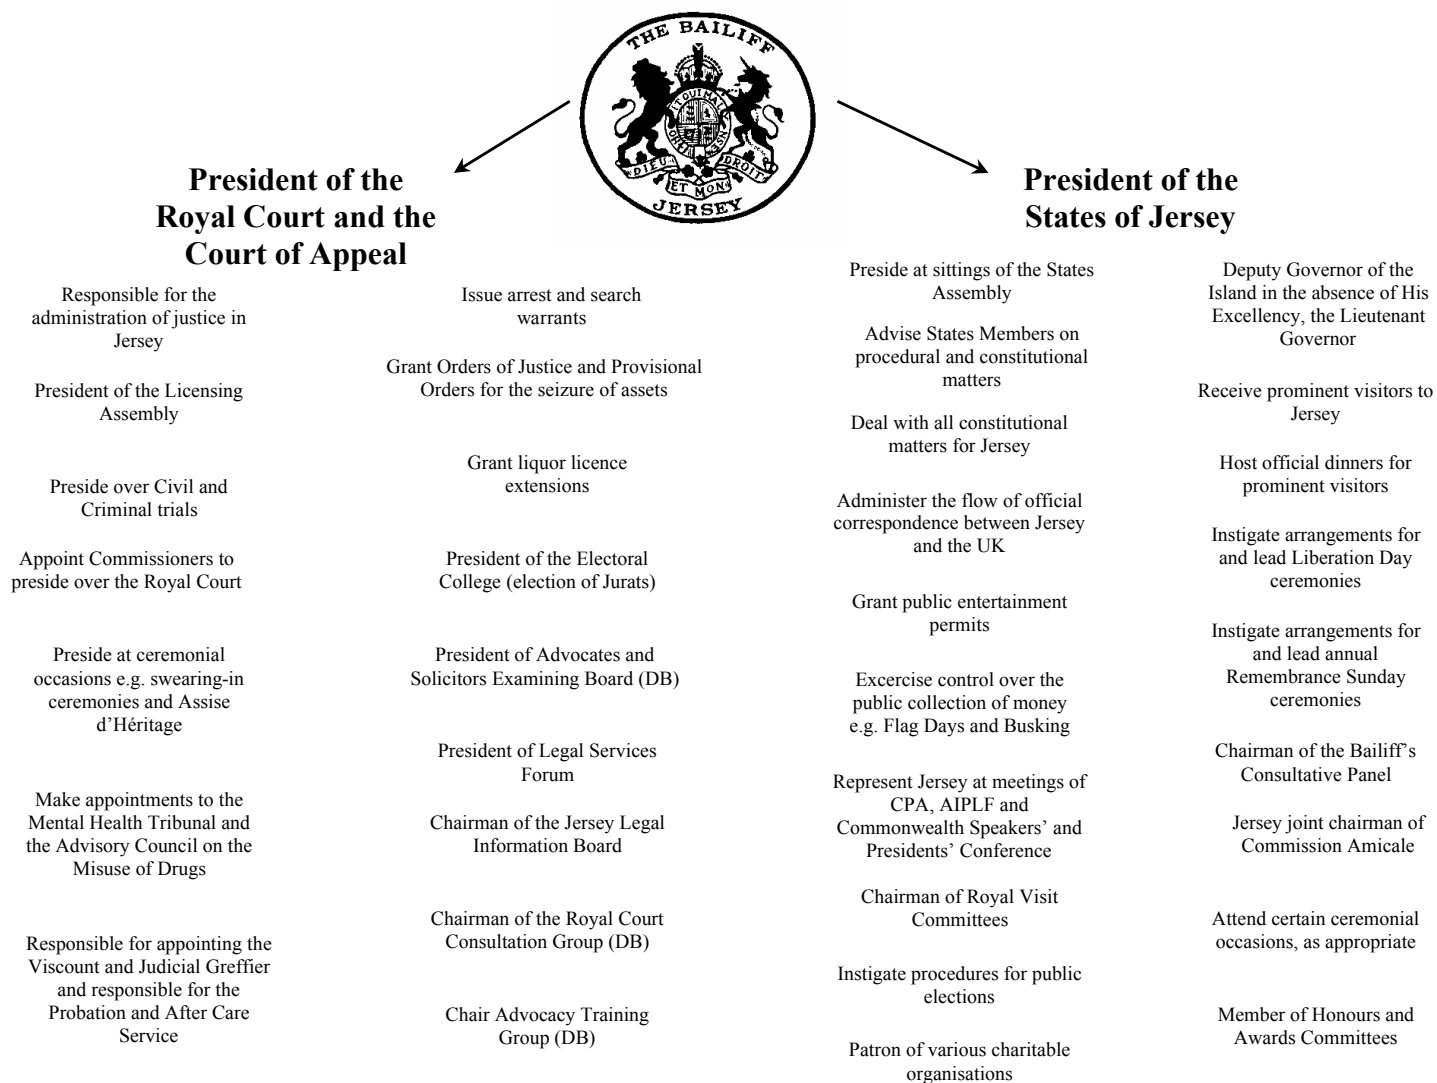 THE BAILIFF
JERSEY
DIEU
ET MON
DROIT
President of the
Royal Court and the
Court of Appeal
Responsible for the
administration of justice in
Jersey
President of the Licensing
Assembly
Preside over Civil and
Criminal trials
Appoint Commissioners to
preside over the Royal Court
Preside at ceremonial
occasions e.g. swearing-in
ceremonies and Assise
d’Héritage
Make appointments to the
Mental Health Tribunal and
the Advisory Council on the
Misuse of Drugs
Responsible for appointing the
Viscount and Judicial Greffier
and responsible for the
Probation and After Care
Service
Issue arrest and search
warrants
Grant Orders of Justice and Provisional
Orders for the seizure of assets
Grant liquor licence
extensions
President of the Electoral
College (election of Jurats)
President of Advocates and
Solicitors Examining Board (DB)
President of Legal Services
Forum
Chairman of the Jersey Legal
Information Board
Chairman of the Royal Court
Consultation Group (DB)
Chair Advocacy Training
Group (DB)
President of the
States of Jersey
Preside at sittings of the States
Assembly
Advise States Members on
procedural and constitutional
matters
Deal with all constitutional
matters for Jersey
Administer the flow of official
correspondence between Jersey
and the UK
Grant public entertainment
permits
Excercise control over the
public collection of money
e.g. Flag Days and Busking
Represent Jersey at meetings of
CPA, AIPLF and
Commonwealth Speakers’ and
Presidents’ Conference
Chairman of Royal Visit
Committees
Instigate procedures for public
elections
Patron of various charitable
organisations
Deputy Governor of the
Island in the absence of His
Excellency, the Lieutenant
Governor
Receive prominent visitors to
Jersey
Host official dinners for
prominent visitors
Instigate arrangements for
and lead Liberation Day
ceremonies
Instigate arrangements for
and lead annual
Remembrance Sunday
ceremonies
Chairman of the Bailiff’s
Consultative Panel
Jersey joint chairman of
Commission Amicale
Attend certain ceremonial
occasions, as appropriate
Member of Honours and
Awards Committees